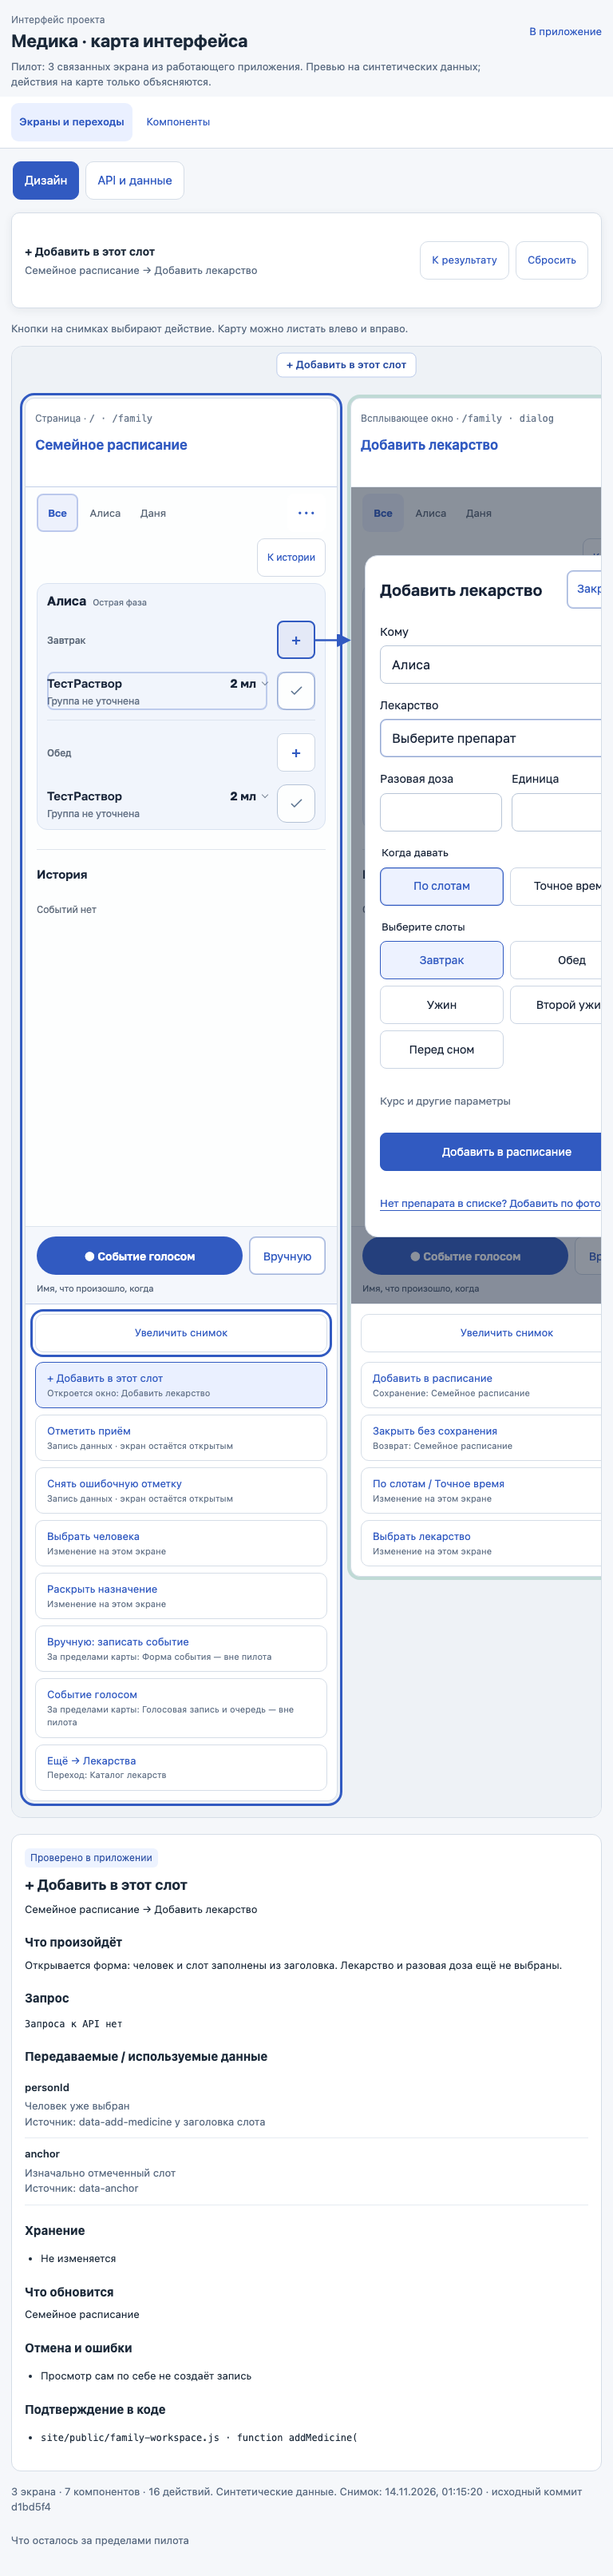 Интерфейс проекта
Медика · карта интерфейса
В приложение
Пилот: 3 связанных экрана из работающего приложения. Превью на синтетических данных;
действия на карте только объясняются.
Экраны и переходы
Компоненты
Дизайн
API и данные
+ Добавить в этот слот
Семейное расписание → Добавить лекарство
К результату
Сбросить
Кнопки на снимках выбирают действие. Карту можно листать влево и вправо.
+ Добавить в этот слот
Страница · / · /family
Семейное расписание
Все
Алиса
Даня
К истории
Алиса Острая фаза
Завтрак
+
ТестРаствор
2 мл
Группа не уточнена
Обед
+
ТестРаствор
2 мл
Группа не уточнена
История
Событий нет
Событие голосом
Вручную
Имя, что произошло, когда
Увеличить снимок
+ Добавить в этот слот
Откроется окно: Добавить лекарство
Отметить приём
Запись данных · экран остаётся открытым
Снять ошибочную отметку
Запись данных · экран остаётся открытым
Выбрать человека
Изменение на этом экране
Раскрыть назначение
Изменение на этом экране
Вручную: записать событие
За пределами карты: Форма события — вне пилота
Событие голосом
За пределами карты: Голосовая запись и очередь — вне
пилота
Ещё → Лекарства
Переход: Каталог лекарств
Всплывающее окно · /family · dialog
Добавить лекарство
Все
Алиса
Даня
Добавить лекарство
Закр
Кому
Алиса
Лекарство
Выберите препарат
Разовая доза
Единица
Когда давать
По слотам
Точное врем
Выберите слоты
Завтрак
Обед
Ужин
Второй ужи
Перед сном
Курс и другие параметры
Добавить в расписание
Нет препарата в списке? Добавить по фото
Событие голосом
Вр
Имя, что произошло, когда
Увеличить снимок
Добавить в расписание
Сохранение: Семейное расписание
Закрыть без сохранения
Возврат: Семейное расписание
По слотам / Точное время
Изменение на этом экране
Выбрать лекарство
Изменение на этом экране
Проверено в приложении
+ Добавить в этот слот
Семейное расписание → Добавить лекарство
Что произойдёт
Открывается форма: человек и слот заполнены из заголовка. Лекарство и разовая доза ещё не выбраны.
Запрос
Запроса к API нет
Передаваемые / используемые данные
personId
Человек уже выбран
Источник: data-add-medicine у заголовка слота
anchor
Изначально отмеченный слот
Источник: data-anchor
Хранение
• Не изменяется
Что обновится
Семейное расписание
Отмена и ошибки
• Просмотр сам по себе не создаёт запись
Подтверждение в коде
• site/public/family-workspace.js · function addMedicine(
3 экрана · 7 компонентов · 16 действий. Синтетические данные. Снимок: 14.11.2026, 01:15:20 · исходный коммит
d1bd5f4
Что осталось за пределами пилота